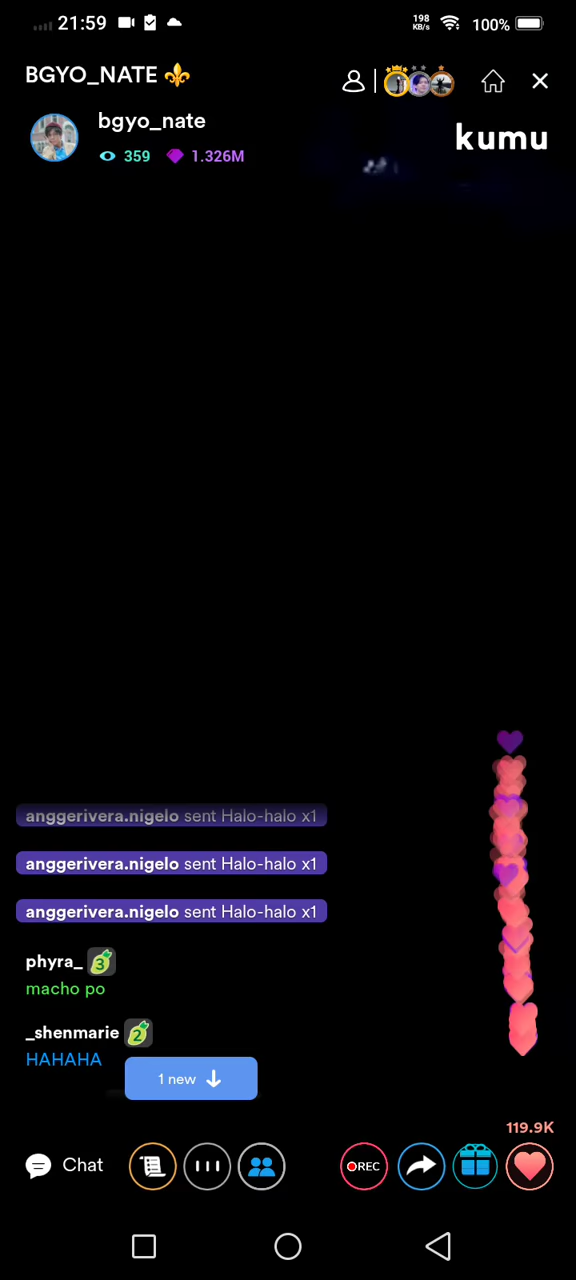 21:59
198
KB/s
100%
BGYO_NATE
bgyo_nate
359
1.326M
kumu
anggerivera.nigelo sent Halo-halo x1
anggerivera.nigelo sent Halo-halo x1
anggerivera.nigelo sent Halo-halo x1
phyra_ 3
macho po
_shenmarie 2
HAHAHA
1 new
119.9K
Chat
REC